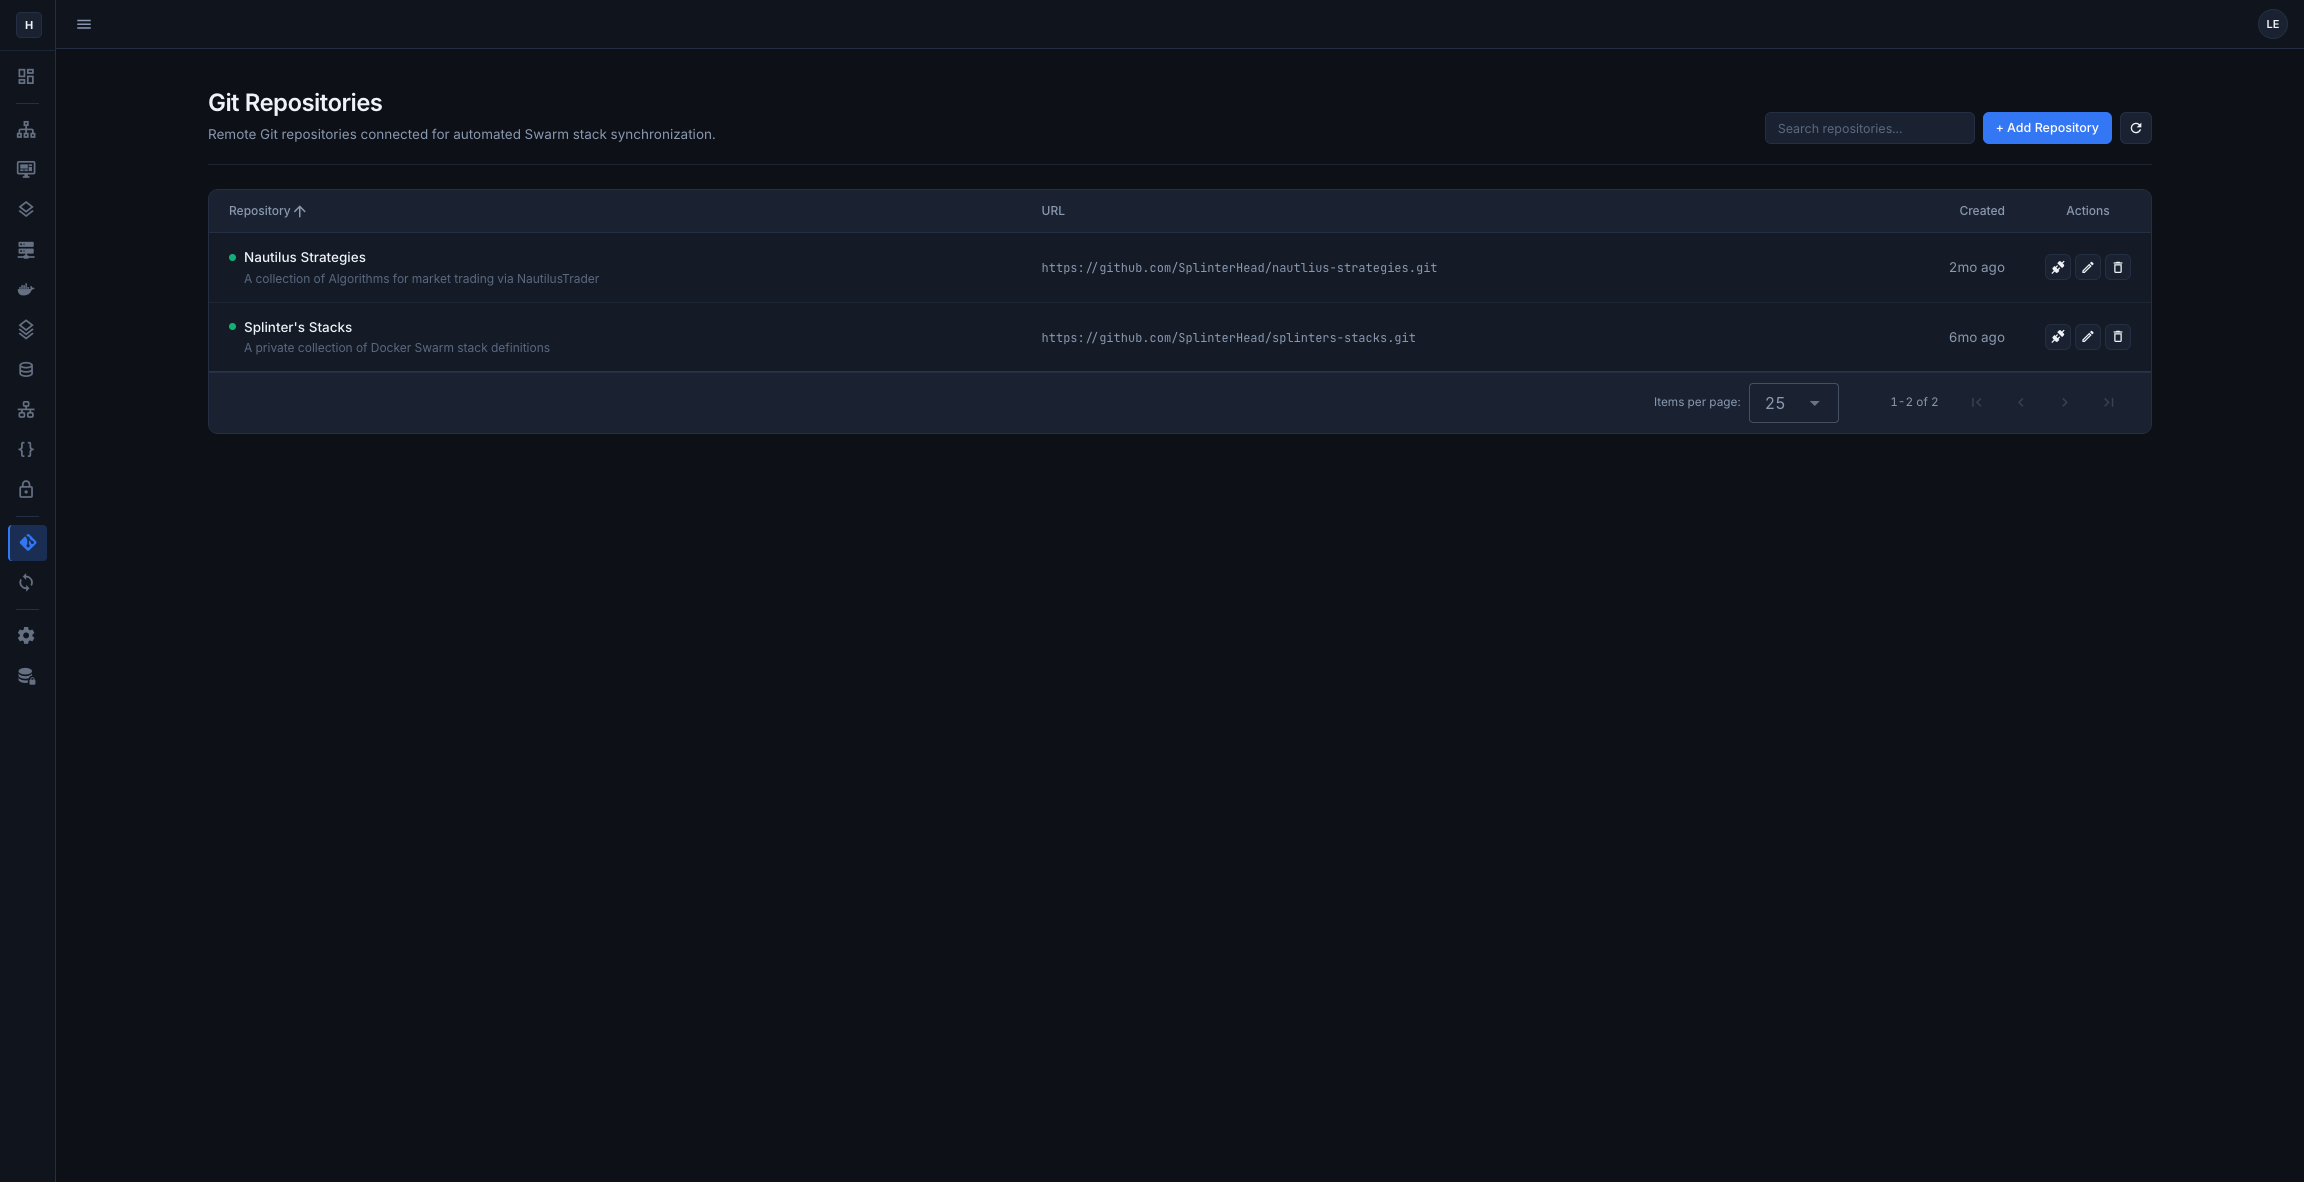 H
LE
Git Repositories
Remote Git repositories connected for automated Swarm stack synchronization.
Search repositories...
+ Add Repository
Repository
URL
Created
Actions
Nautilus Strategies
A collection of Algorithms for market trading via NautilusTrader
https://github.com/SplinterHead/nautlius-strategies.git
2mo ago
Splinter's Stacks
A private collection of Docker Swarm stack definitions
https://github.com/SplinterHead/splinters-stacks.git
6mo ago
Items per page:
25
1-2 of 2